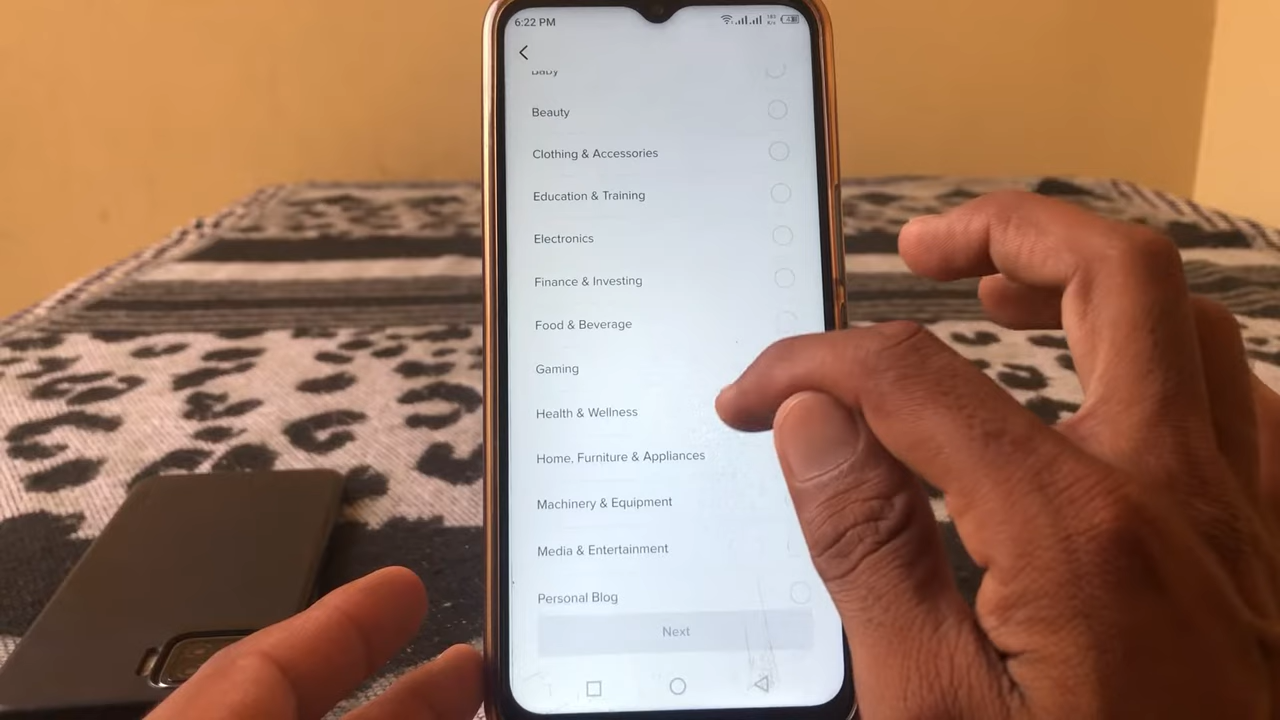 6:22 PM
Baby
Beauty
Clothing & Accessories
Education & Training
Electronics
Finance & Investing
Food & Beverage
Gaming
Health & Wellness
Home, Furniture & Appliances
Machinery & Equipment
Media & Entertainment
Personal Blog
Next